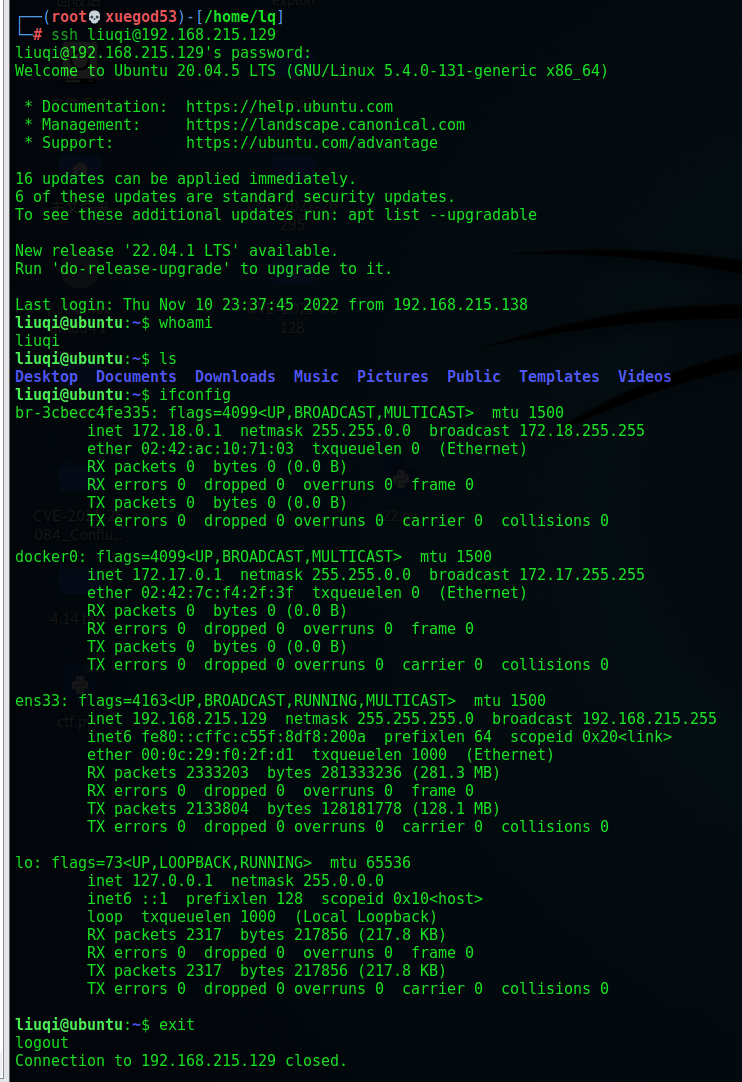 ┌──(root💀xuegod53)-[/home/lq]
└─# ssh liuqi@192.168.215.129
liuqi@192.168.215.129's password:
Welcome to Ubuntu 20.04.5 LTS (GNU/Linux 5.4.0-131-generic x86_64)

 * Documentation:  https://help.ubuntu.com
 * Management:     https://landscape.canonical.com
 * Support:        https://ubuntu.com/advantage

16 updates can be applied immediately.
6 of these updates are standard security updates.
To see these additional updates run: apt list --upgradable

New release '22.04.1 LTS' available.
Run 'do-release-upgrade' to upgrade to it.

Last login: Thu Nov 10 23:37:45 2022 from 192.168.215.138
liuqi@ubuntu:~$ whoami
liuqi
liuqi@ubuntu:~$ ls
Desktop  Documents  Downloads  Music  Pictures  Public  Templates  Videos
liuqi@ubuntu:~$ ifconfig
br-3cbecc4fe335: flags=4099<UP,BROADCAST,MULTICAST>  mtu 1500
        inet 172.18.0.1  netmask 255.255.0.0  broadcast 172.18.255.255
        ether 02:42:ac:10:71:03  txqueuelen 0  (Ethernet)
        RX packets 0  bytes 0 (0.0 B)
        RX errors 0  dropped 0  overruns 0  frame 0
        TX packets 0  bytes 0 (0.0 B)
        TX errors 0  dropped 0 overruns 0  carrier 0  collisions 0

docker0: flags=4099<UP,BROADCAST,MULTICAST>  mtu 1500
        inet 172.17.0.1  netmask 255.255.0.0  broadcast 172.17.255.255
        ether 02:42:7c:f4:2f:3f  txqueuelen 0  (Ethernet)
        RX packets 0  bytes 0 (0.0 B)
        RX errors 0  dropped 0  overruns 0  frame 0
        TX packets 0  bytes 0 (0.0 B)
        TX errors 0  dropped 0 overruns 0  carrier 0  collisions 0

ens33: flags=4163<UP,BROADCAST,RUNNING,MULTICAST>  mtu 1500
        inet 192.168.215.129  netmask 255.255.255.0  broadcast 192.168.215.255
        inet6 fe80::cffc:c55f:8df8:200a  prefixlen 64  scopeid 0x20<link>
        ether 00:0c:29:f0:2f:d1  txqueuelen 1000  (Ethernet)
        RX packets 2333203  bytes 281333236 (281.3 MB)
        RX errors 0  dropped 0  overruns 0  frame 0
        TX packets 2133804  bytes 128181778 (128.1 MB)
        TX errors 0  dropped 0 overruns 0  carrier 0  collisions 0

lo: flags=73<UP,LOOPBACK,RUNNING>  mtu 65536
        inet 127.0.0.1  netmask 255.0.0.0
        inet6 ::1  prefixlen 128  scopeid 0x10<host>
        loop  txqueuelen 1000  (Local Loopback)
        RX packets 2317  bytes 217856 (217.8 KB)
        RX errors 0  dropped 0  overruns 0  frame 0
        TX packets 2317  bytes 217856 (217.8 KB)
        TX errors 0  dropped 0 overruns 0  carrier 0  collisions 0

liuqi@ubuntu:~$ exit
logout
Connection to 192.168.215.129 closed.